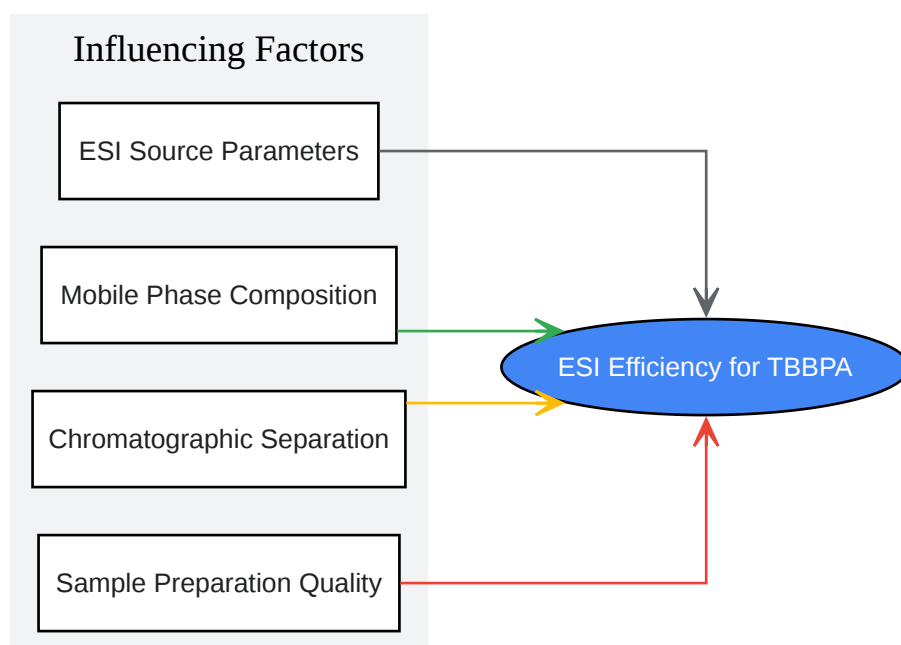 Influencing Factors
ESI Source Parameters
Mobile Phase Composition
ESI Efficiency for TBBPA
Chromatographic Separation
Sample Preparation Quality